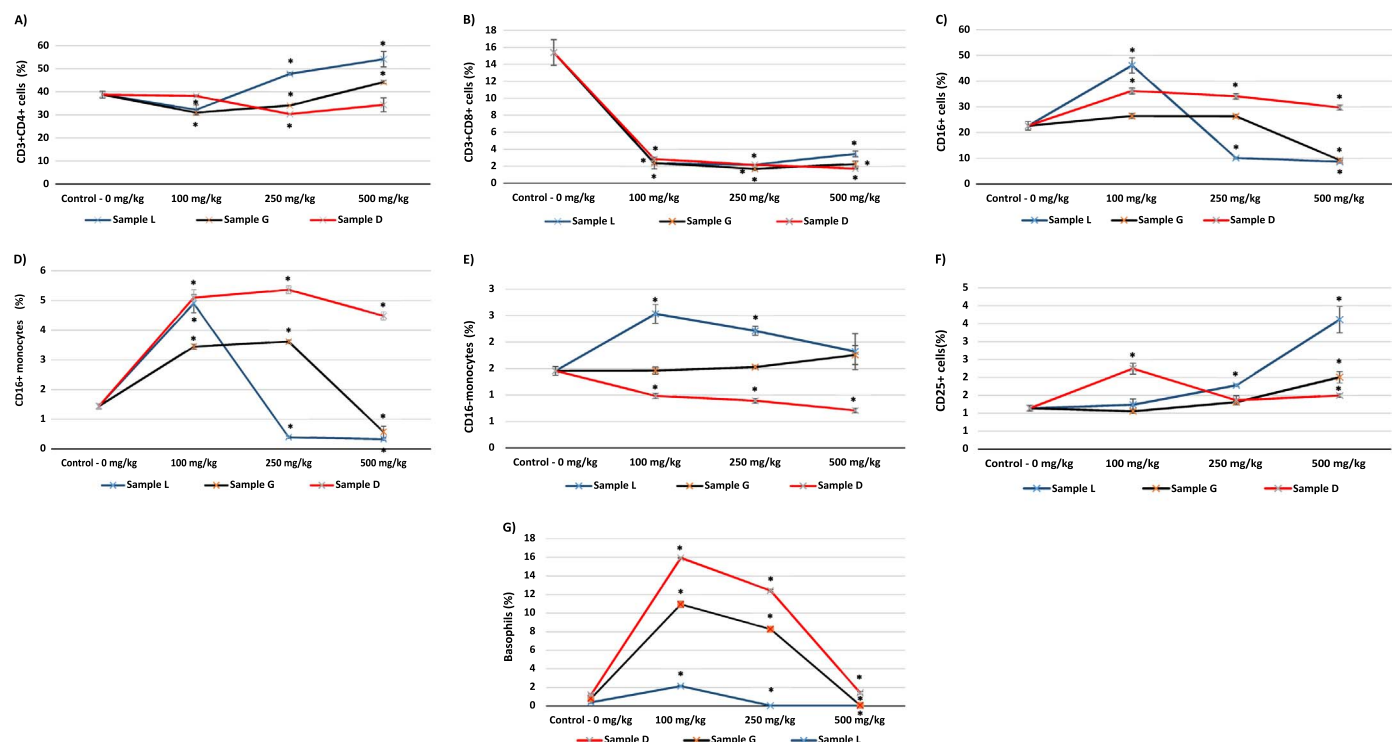 A)
CD3+CD4+ cells (%)
60
50
40
30
20
10
0
Control - 0 mg/kg 100 mg/kg 250 mg/kg 500 mg/kg
Sample L Sample G Sample D
* * * * * * *
B)
CD3+CD8+ cells (%)
18
16
14
12
10
8
6
4
2
0
Control - 0 mg/kg 100 mg/kg 250 mg/kg 500 mg/kg
Sample L Sample G Sample D
* * * * * * * * *
C)
CD16+ cells (%)
60
50
40
30
20
10
0
Control - 0 mg/kg 100 mg/kg 250 mg/kg 500 mg/kg
Sample L Sample G Sample D
* * * * * * *
D)
CD16+ monocytes (%)
6
5
4
3
2
1
0
Control - 0 mg/kg 100 mg/kg 250 mg/kg 500 mg/kg
Sample L Sample G Sample D
* * * * * * * * *
E)
CD16-monocytes (%)
3
3
2
2
1
1
0
Control - 0 mg/kg 100 mg/kg 250 mg/kg 500 mg/kg
Sample L Sample G Sample D
* * * * *
F)
CD25+ cells(%)
5
4
4
3
3
2
2
1
1
0
Control - 0 mg/kg 100 mg/kg 250 mg/kg 500 mg/kg
Sample L Sample G Sample D
* * * * *
G)
Basophils (%)
18
16
14
12
10
8
6
4
2
0
Control - 0 mg/kg 100 mg/kg 250 mg/kg 500 mg/kg
Sample D Sample G Sample L
* * * * * * * * *